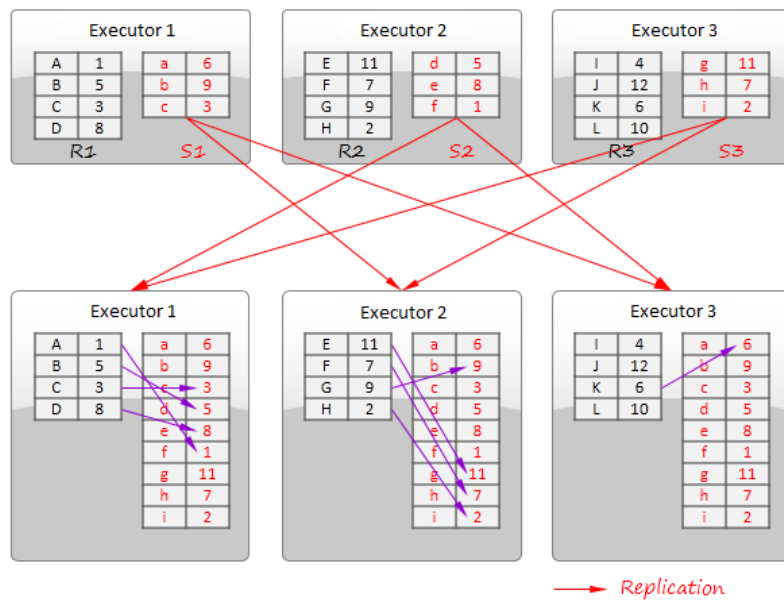 Executor 1
A 1 a 6
B 5 b 9
C 3 c 3
D 8
R1 S1
Executor 2
E 11 d 5
F 7 e 8
G 9 f 1
H 2
R2 S2
Executor 3
I 4 g 11
J 12 h 7
K 6 i 2
L 10
R3 S3
Executor 1
A 1 a 6
B 5 b 9
C 3 c 3
D 8 d 5
e 8
f 1
g 11
h 7
i 2
Executor 2
E 11 a 6
F 7 b 9
G 9 c 3
H 2 d 5
e 8
f 1
g 11
h 7
i 2
Executor 3
I 4 a 6
J 12 b 9
K 6 c 3
L 10 d 5
e 8
f 1
g 11
h 7
i 2
Replication